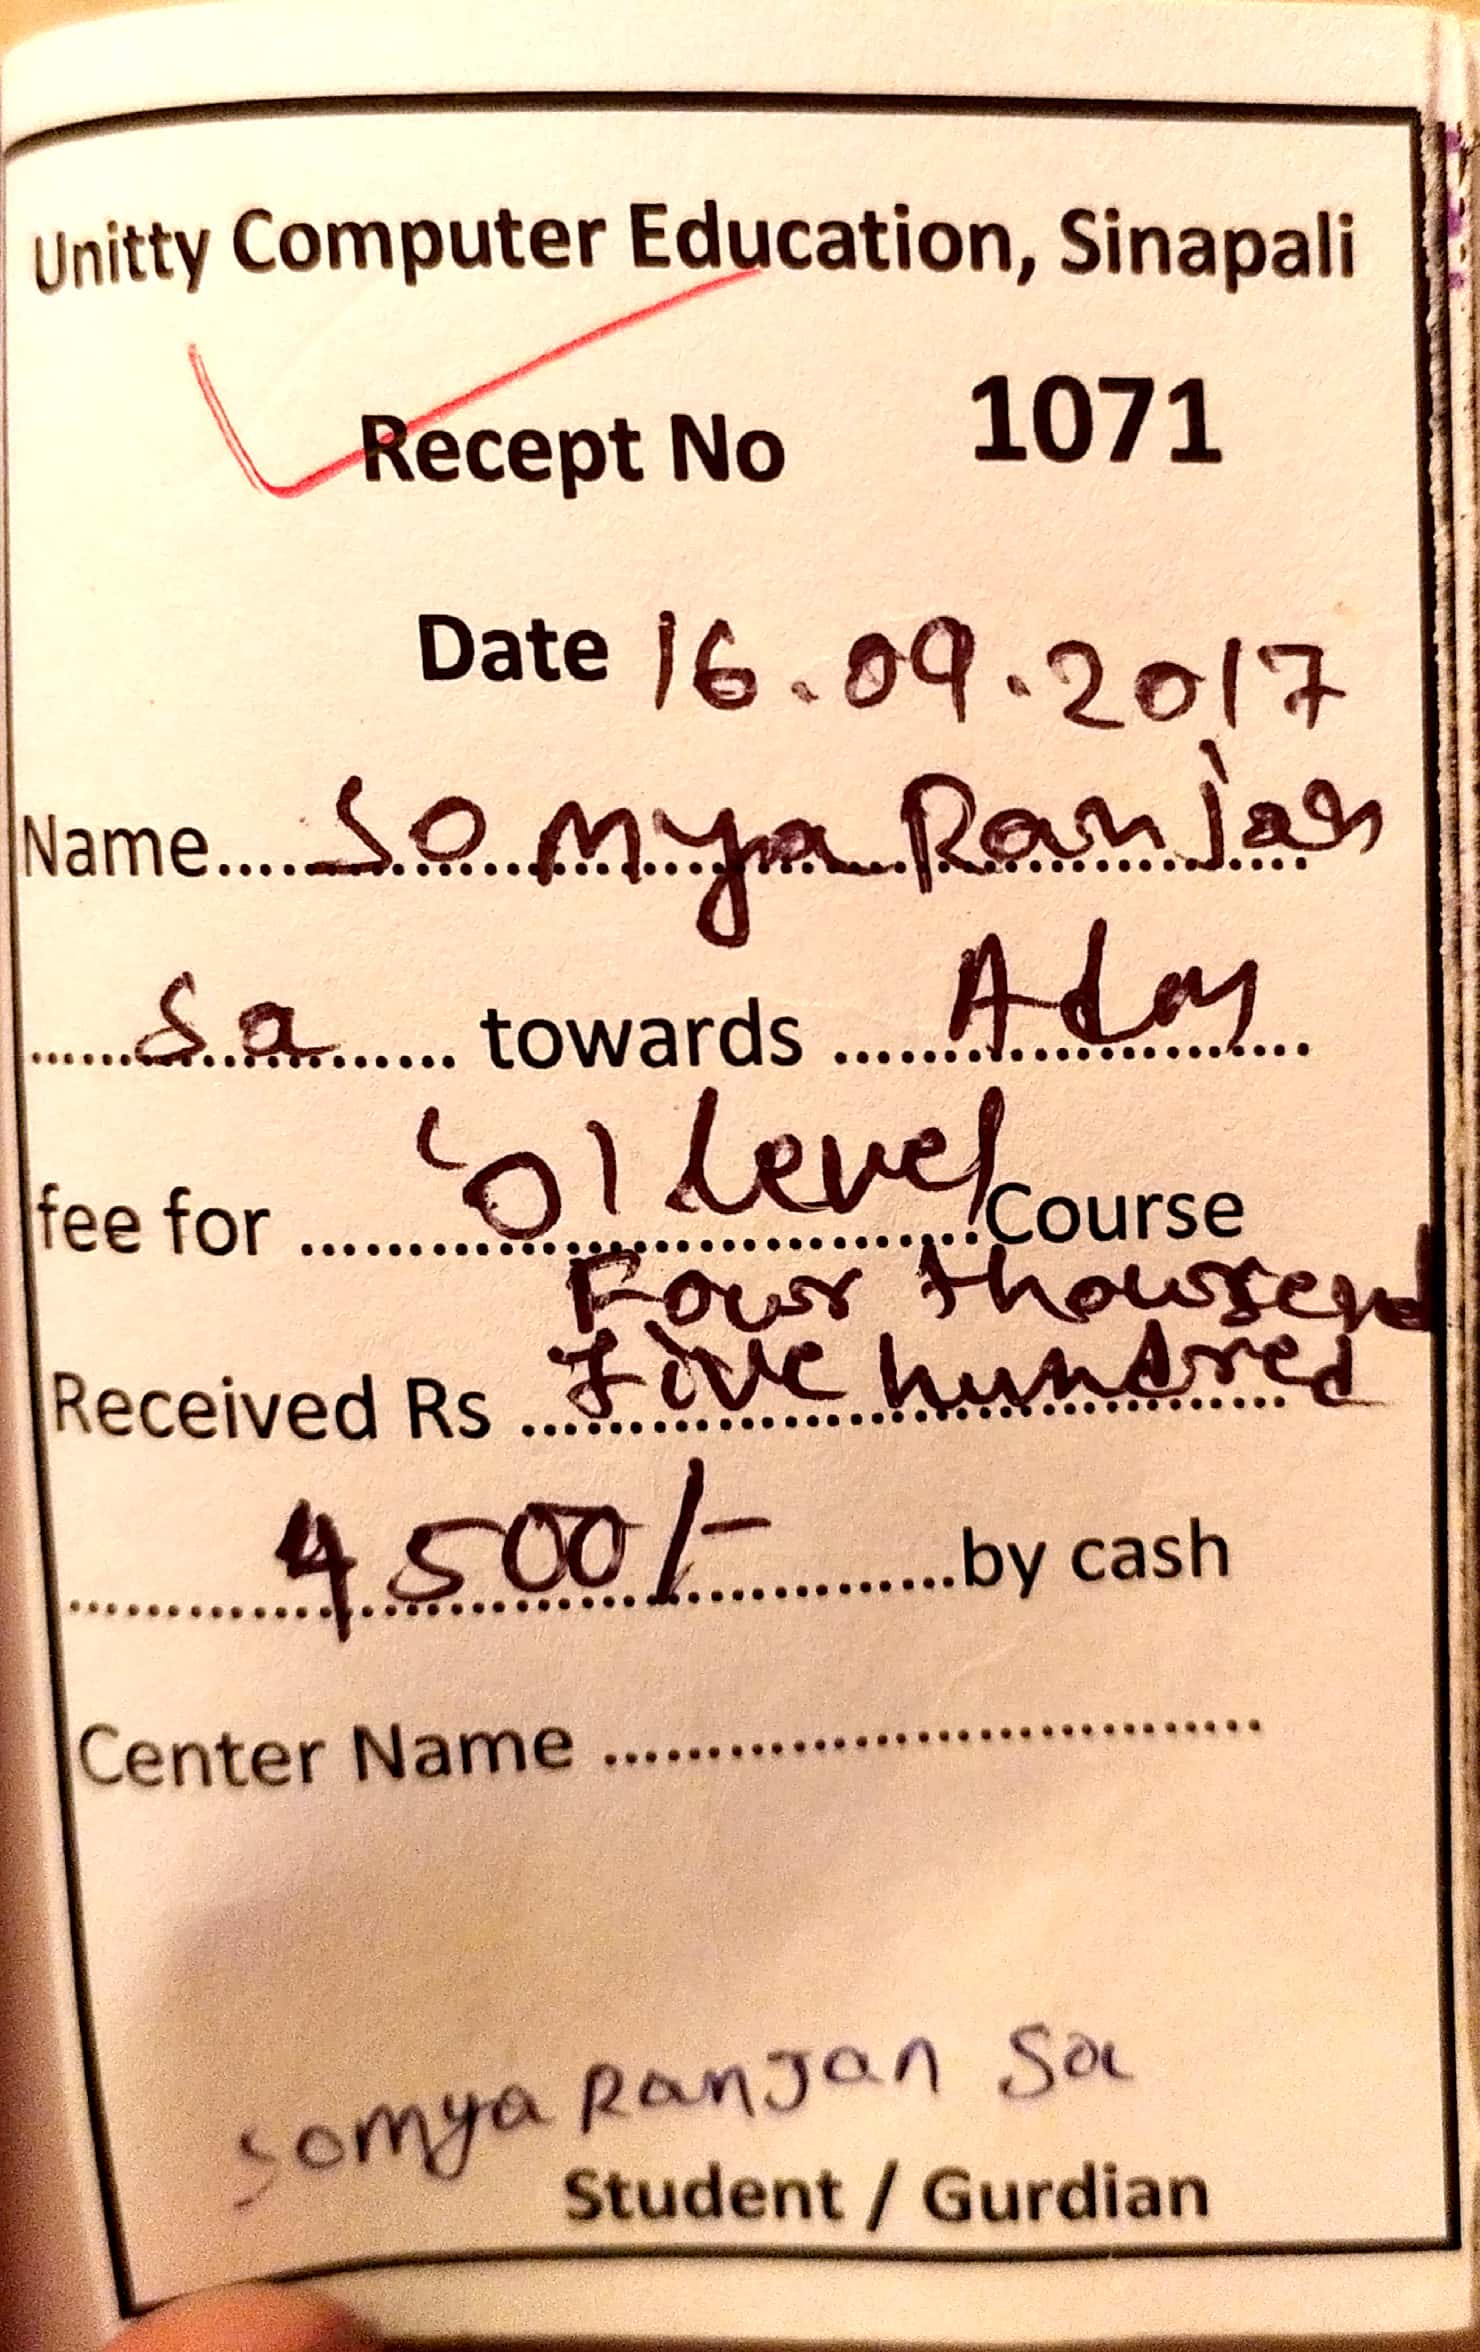 Unitty Computer Education, Sinapali
Recept No 1071
Date 16.09.2017
Name.....Somya Ranjan
......Sa...... towards ......Adm......
fee for ......'O' Level......Course
Four thousend
Received Rs ...Five hundred...
......4500/-......by cash
Center Name ................................
Somya Ranjan Sa
Student / Gurdian